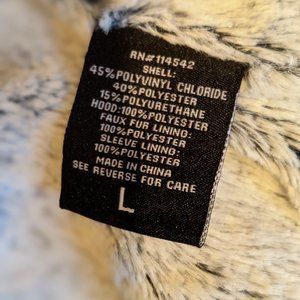 RN#114542
SHELL:
45%POLYVINYL CHLORIDE
40%POLYESTER
15%POLYURETHANE
HOOD:100%POLYESTER
FAUX FUR LINING:
100%POLYESTER
SLEEVE LINING:
100%POLYESTER
MADE IN CHINA
SEE REVERSE FOR CARE
L